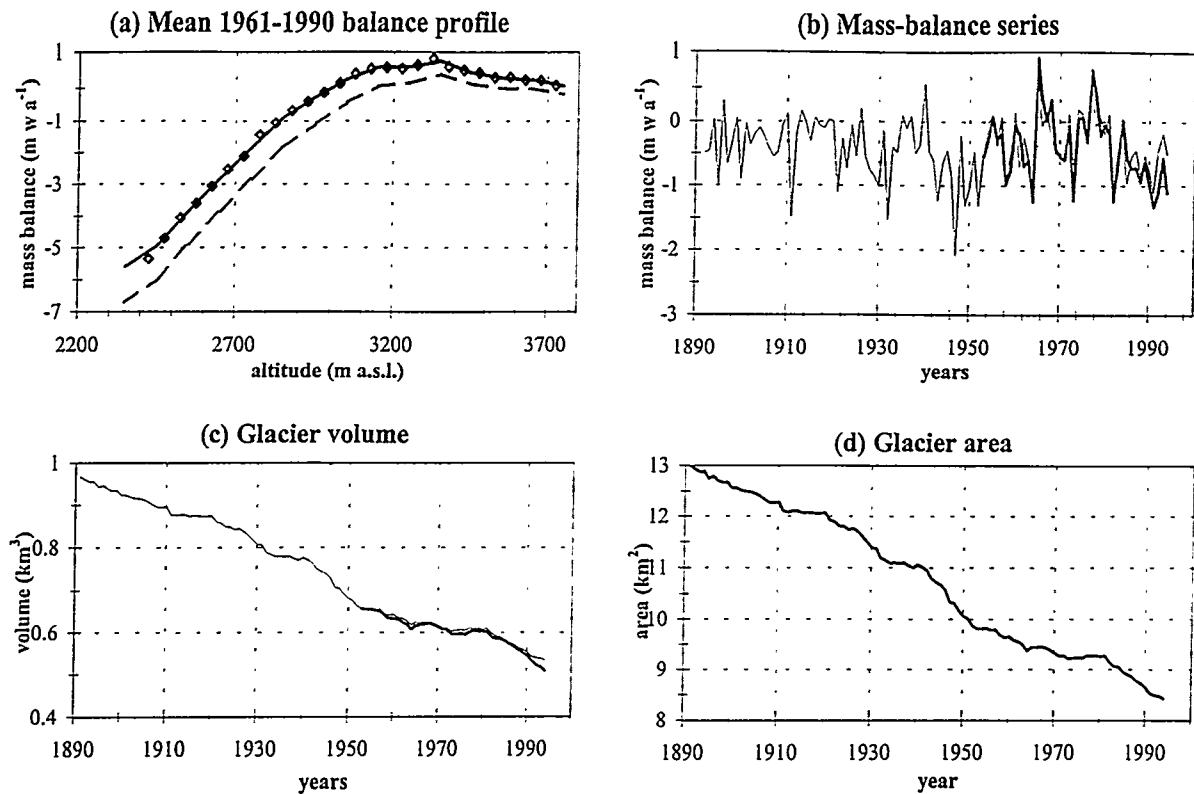 (a) Mean 1961-1990 balance profile
mass balance (m w a⁻¹)
1
-1
-3
-5
-7
2200 2700 3200 3700
altitude (m a.s.l.)
(b) Mass-balance series
mass balance (m w a⁻¹)
1
0
-1
-2
-3
1890 1910 1930 1950 1970 1990
years
(c) Glacier volume
volume (km³)
1
0.8
0.6
0.4
1890 1910 1930 1950 1970 1990
years
(d) Glacier area
area (km²)
13
12
11
10
9
8
1890 1910 1930 1950 1970 1990
year